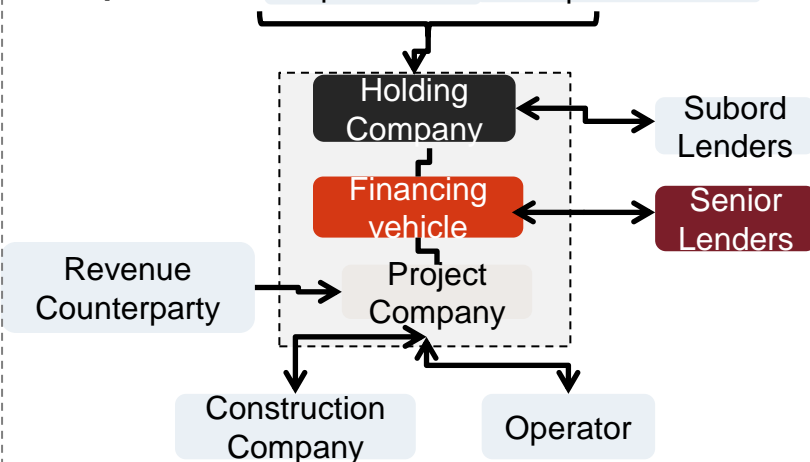 Holding
Company
Subord
Lenders
Financing
vehicle
Senior
Lenders
Revenue
Counterparty
Project
Company
Construction
Company
Operator